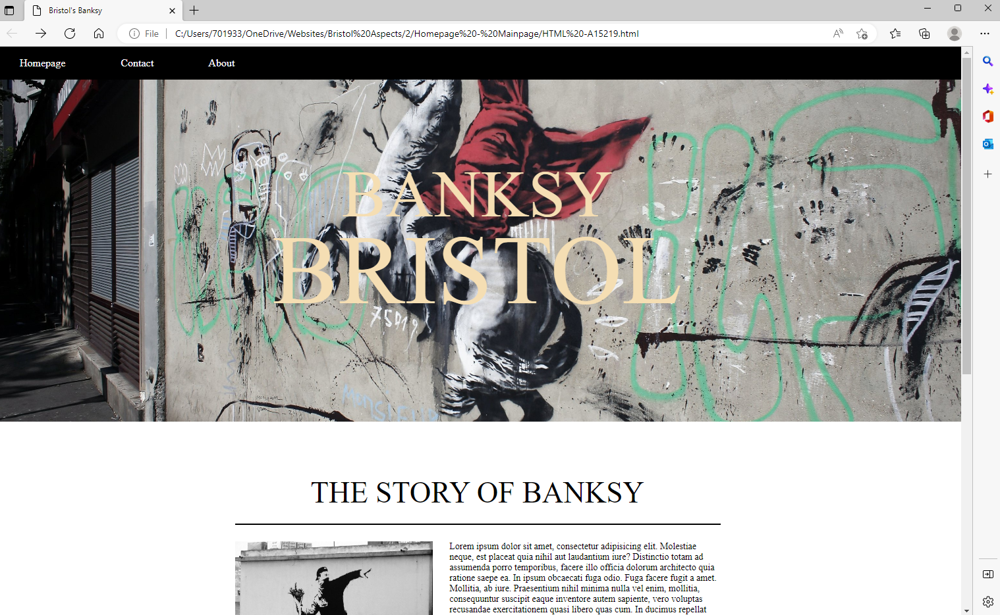 Bristol's Banksy
File
C:/Users/701933/OneDrive/Websites/Bristol%20Aspects/2/Homepage%20-%20Mainpage/HTML%20-A15219.html
Homepage Contact About
BANKSY
BRISTOL
75019
MONSIEUR
THE STORY OF BANKSY
Lorem ipsum dolor sit amet, consectetur adipisicing elit. Molestiae
neque, est placeat quia nihil aut laudantium iure? Distinctio totam ad
assumenda porro temporibus, facere illo officia dolorum architecto quia
ratione saepe ea. In ipsum obcaecati fuga odio. Fuga facere fugit a amet.
Mollitia, ab iure. Praesentium nihil minima nulla vel enim, mollitia,
consequuntur suscipit eaque inventore autem sapiente, vero voluptas
recusandae exercitationem quasi libero quas cum. In ducimus repellat